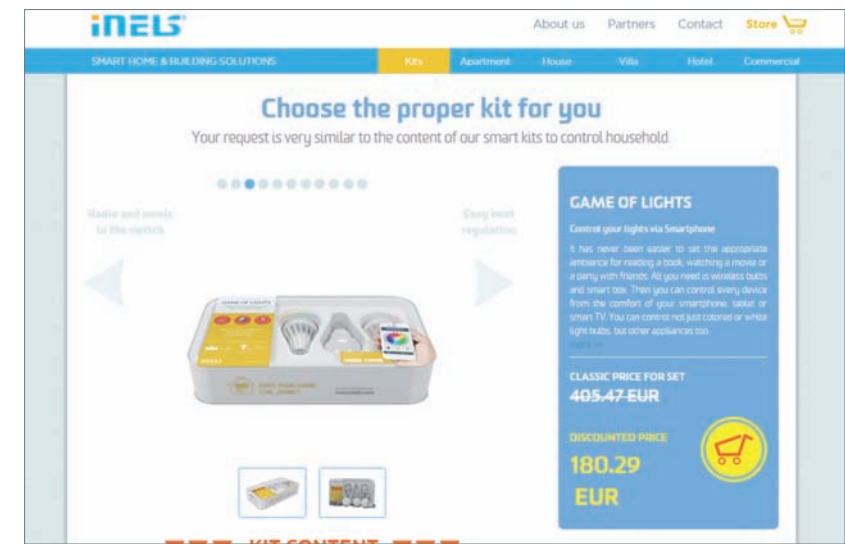 iNELS
About us Partners Contact Store
SMART HOME & BUILDING SOLUTIONS Kits Apartment House Villa Hotel Commercial
Choose the proper kit for you
Your request is very similar to the content of our smart kits to control household.
Radio and music
to the switch
Easy heat
regulation
GAME OF LIGHTS
Control your lights via Smartphone
It has never been easier to set the appropriate
ambiance for reading a book, watching a movie or
a party with friends. All you need is wireless bulbs
and smart box. Then you can control every device
from the comfort of your smartphone, tablet or
smart TV. You can control not just colored or white
light bulbs, but other appliances too.
more >>
GAME OF LIGHTS
CLASSIC PRICE FOR SET
405.47 EUR
DISCOUNTED PRICE
180.29
EUR
KIT CONTENT